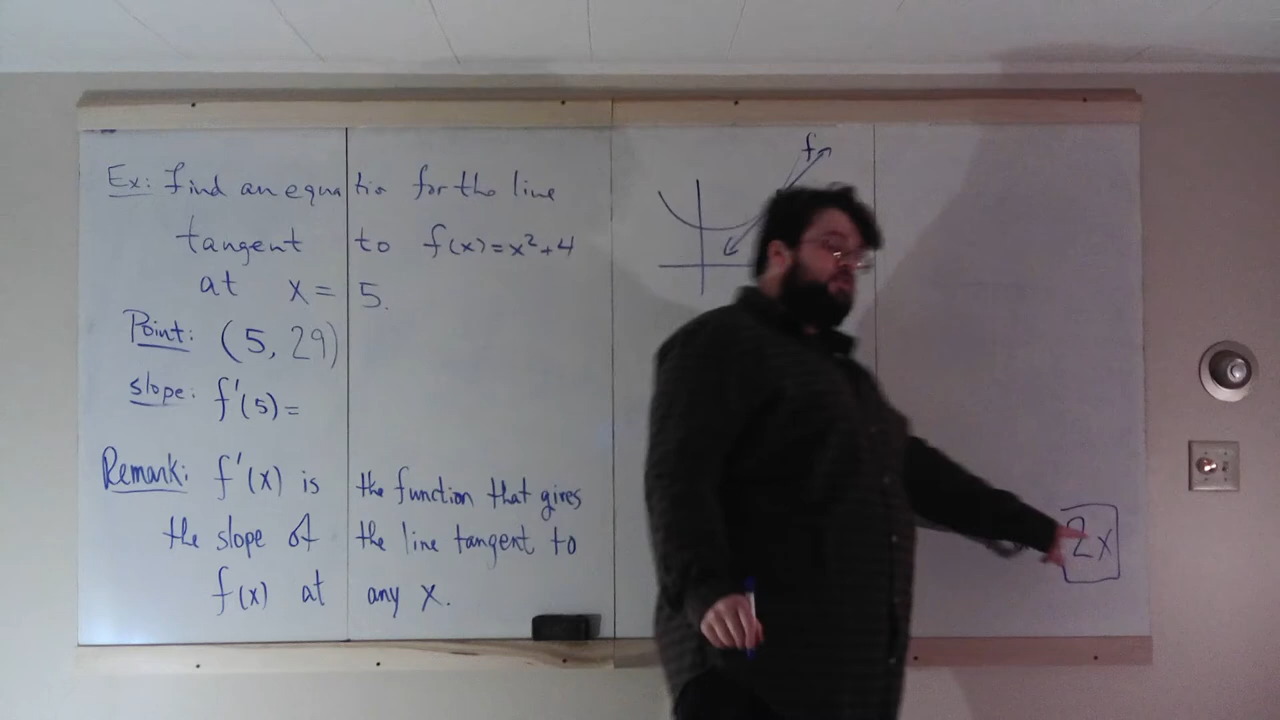 Ex: Find an equatio for the line
tangent to f(x)=x²+4
at x = 5.
Point: (5, 29)
slope: f'(5)=
Remark: f'(x) is the function that gives
the slope of the line tangent to
f(x) at any x.
f
2x